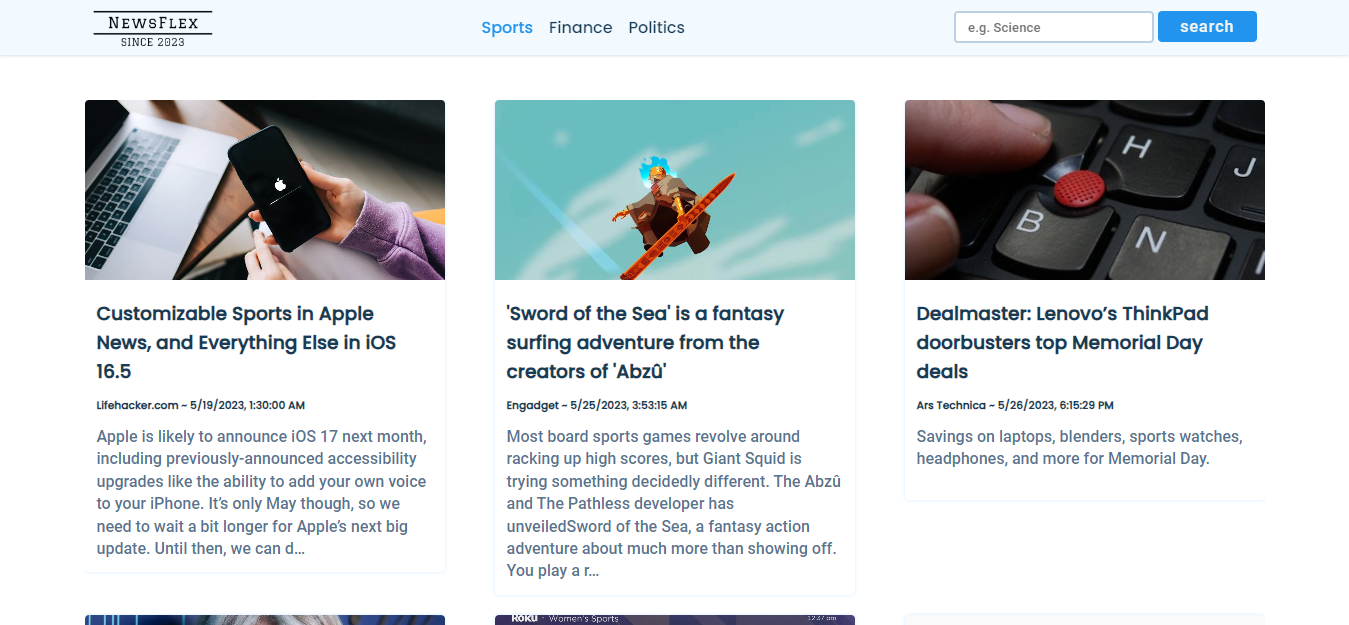 NEWSFLEX
SINCE 2023
Sports Finance Politics
e.g. Science
search
H
J
B
N
Customizable Sports in Apple
News, and Everything Else in iOS
16.5
Lifehacker.com ~ 5/19/2023, 1:30:00 AM
Apple is likely to announce iOS 17 next month,
including previously-announced accessibility
upgrades like the ability to add your own voice
to your iPhone. It’s only May though, so we
need to wait a bit longer for Apple’s next big
update. Until then, we can d…
'Sword of the Sea' is a fantasy
surfing adventure from the
creators of 'Abzû'
Engadget ~ 5/25/2023, 3:53:15 AM
Most board sports games revolve around
racking up high scores, but Giant Squid is
trying something decidedly different. The Abzû
and The Pathless developer has
unveiledSword of the Sea, a fantasy action
adventure about much more than showing off.
You play a r…
Dealmaster: Lenovo’s ThinkPad
doorbusters top Memorial Day
deals
Ars Technica ~ 5/26/2023, 6:15:29 PM
Savings on laptops, blenders, sports watches,
headphones, and more for Memorial Day.
Roku · Women's Sports
12:37 pm